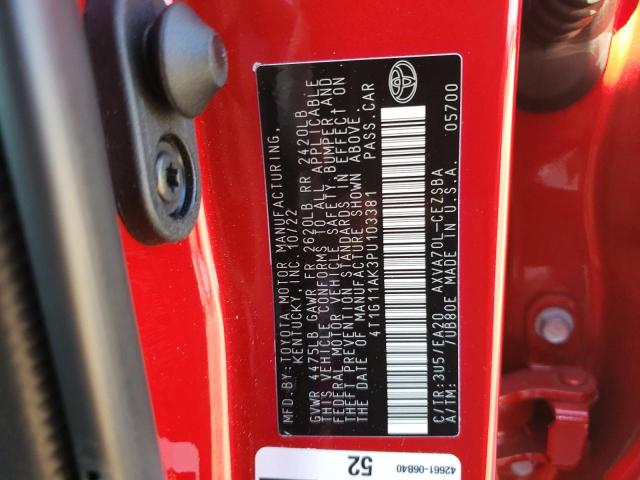 MFD.BY:TOYOTA MOTOR MANUFACTURING,
KENTUCKY, INC. 10/22
GVWR 4475LB GAWR FR 2620LB RR 2420LB
THIS VEHICLE CONFORMS TO ALL APPLICABLE
FEDERAL MOTOR VEHICLE SAFETY, BUMPER AND
THEFT PREVENTION STANDARDS IN EFFECT ON
THE DATE OF MANUFACTURE SHOWN ABOVE.
4T1G11AK3PU103381 PASS.CAR
C/TR:3U5/EA20 AXVA70L-CEZSBA
A/TM: /UB80E MADE IN U.S.A. 05700
52
42661-06B40